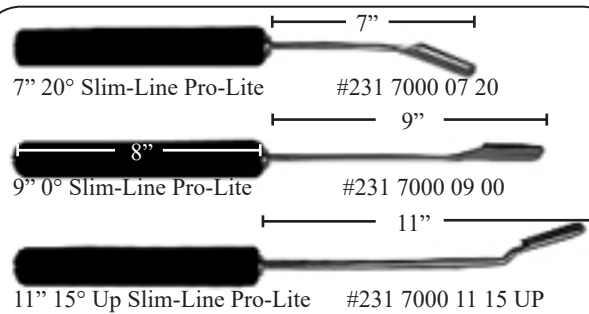 7”
7” 20° Slim-Line Pro-Lite #231 7000 07 20
9”
8”
9” 0° Slim-Line Pro-Lite #231 7000 09 00
11”
11” 15° Up Slim-Line Pro-Lite #231 7000 11 15 UP